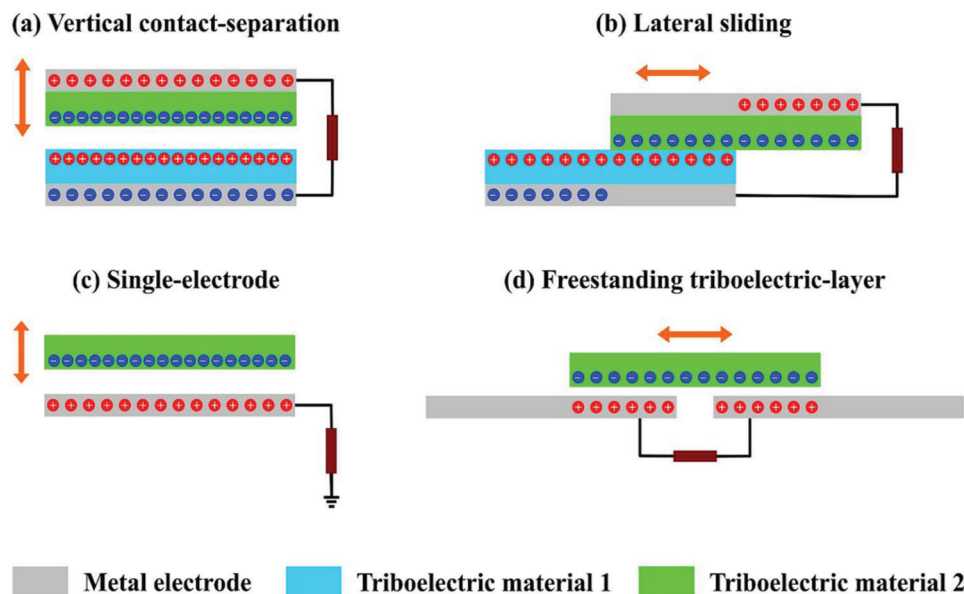 (a) Vertical contact-separation
(b) Lateral sliding
(c) Single-electrode
(d) Freestanding triboelectric-layer
Metal electrode
Triboelectric material 1
Triboelectric material 2